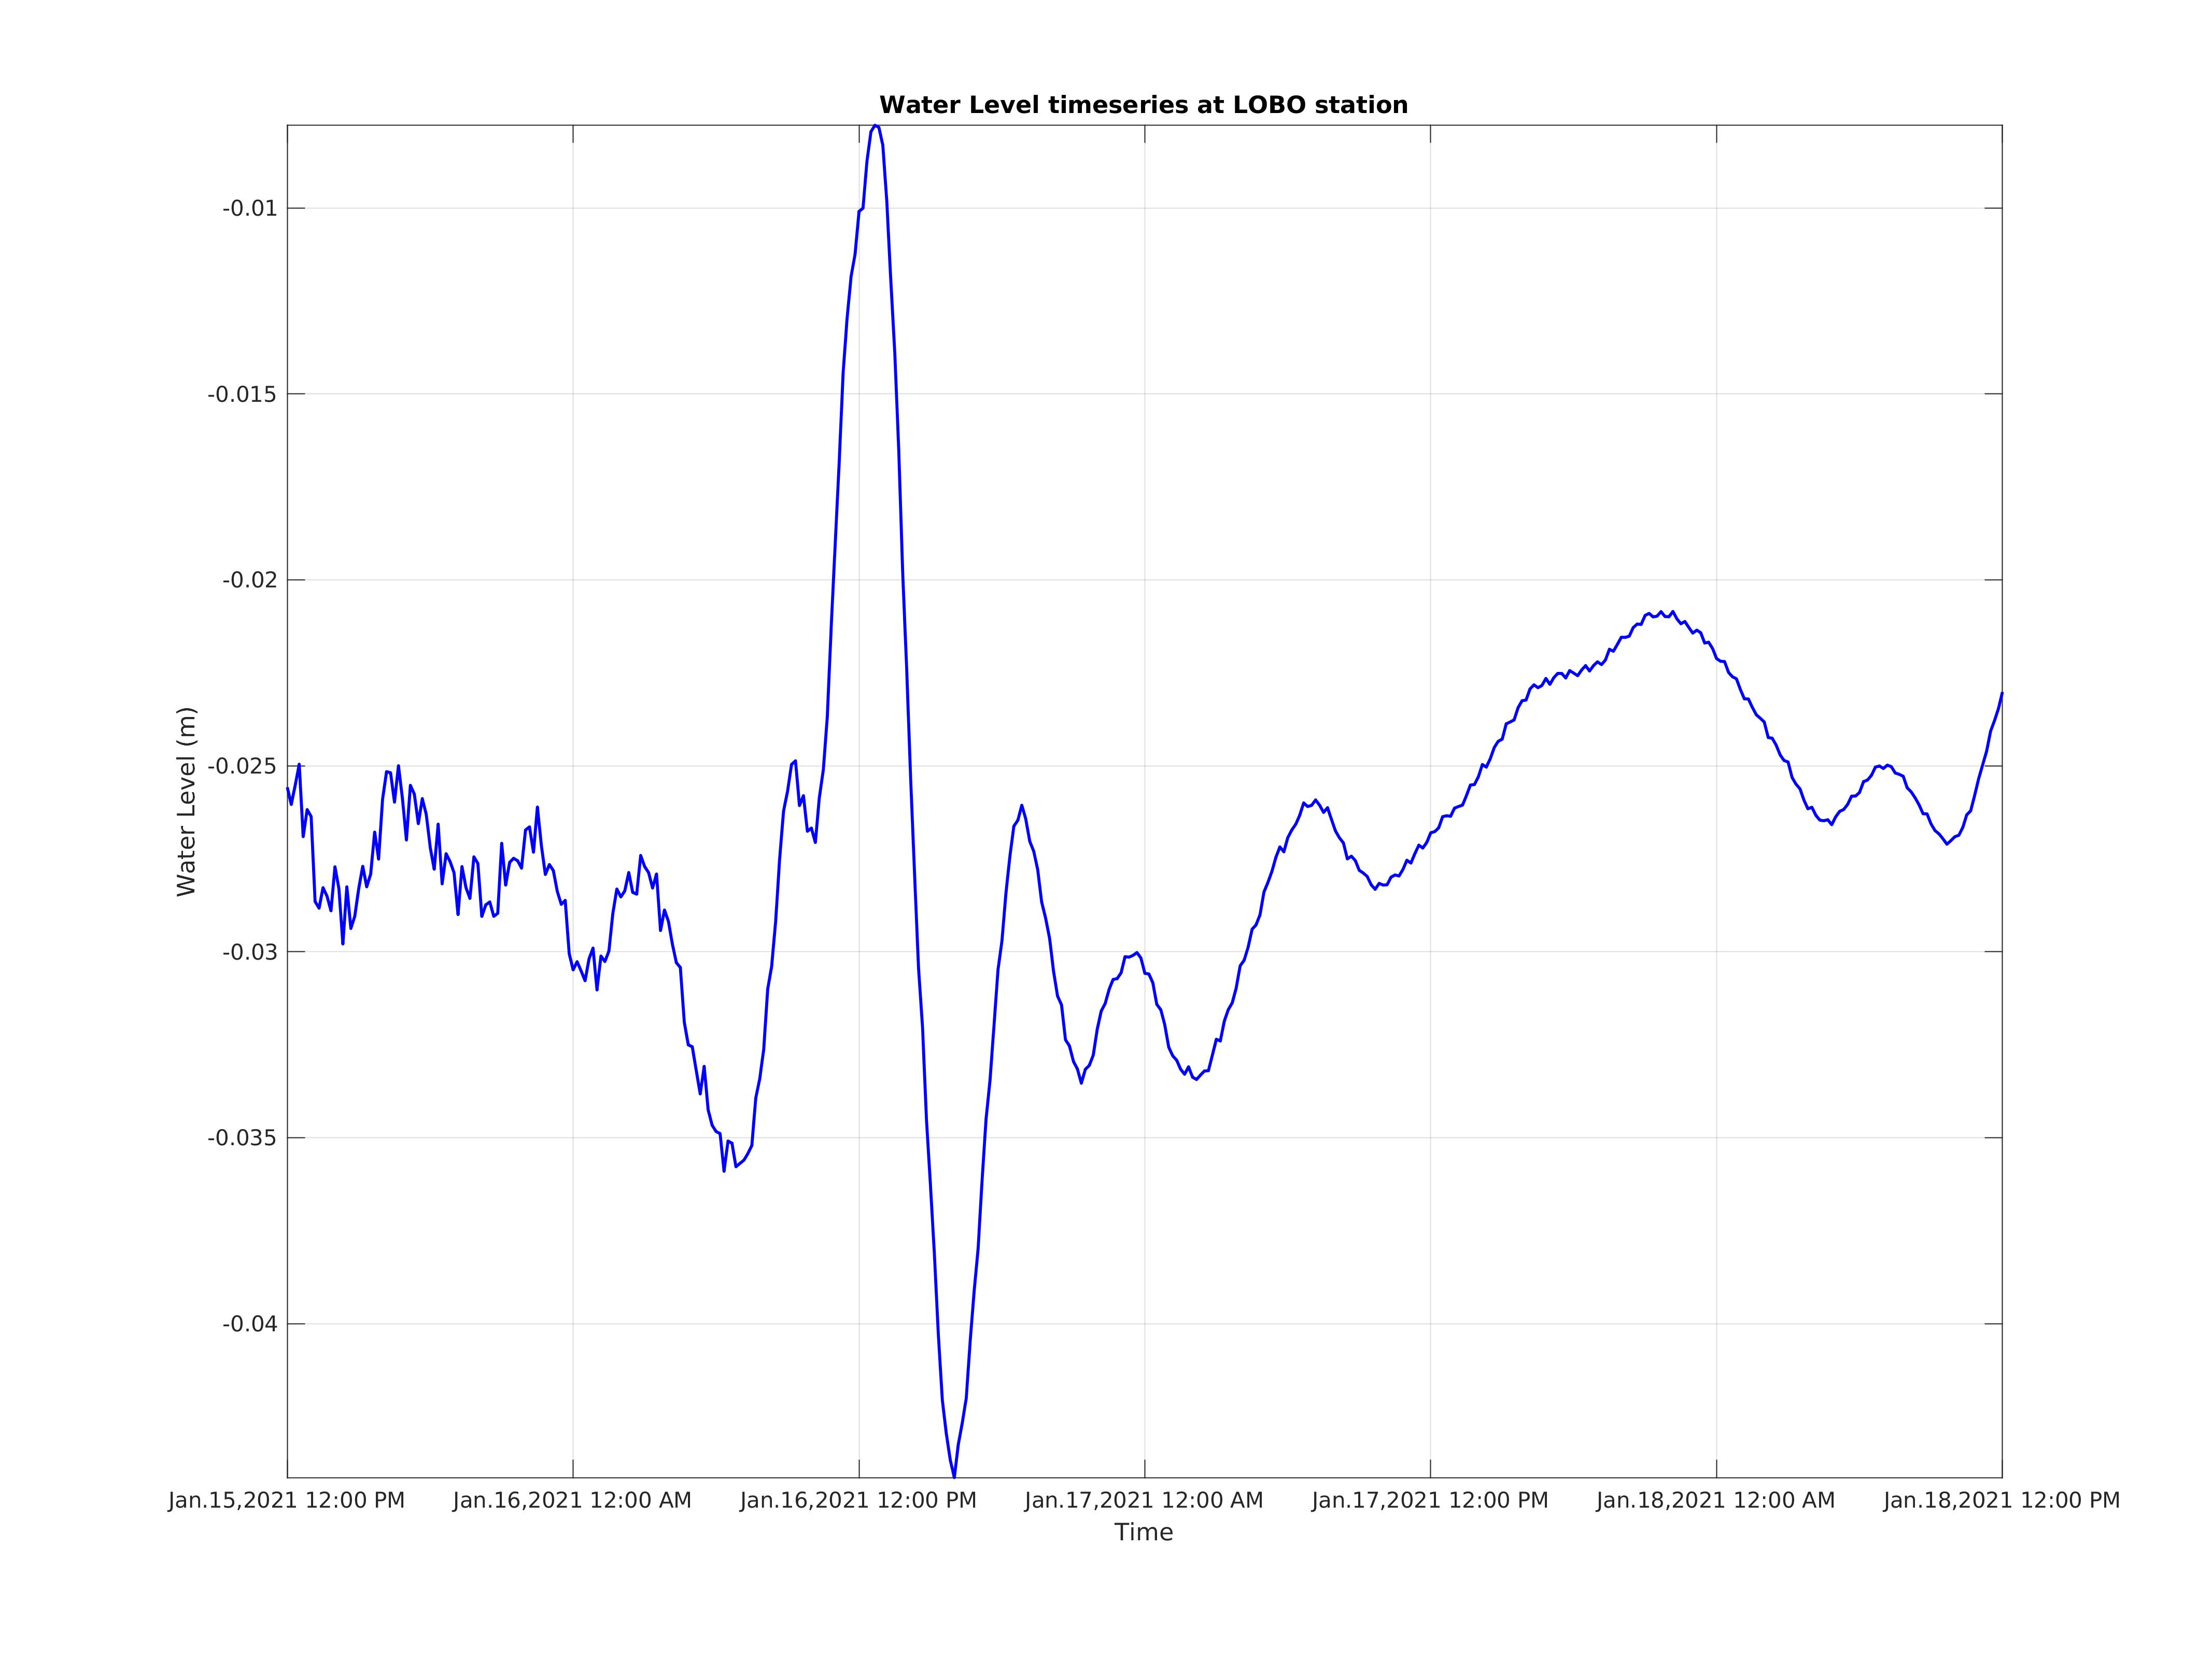 Water Level timeseries at LOBO station
-0.01
-0.015
-0.02
-0.025
-0.03
-0.035
-0.04
Water Level (m)
Jan.15,2021 12:00 PM
Jan.16,2021 12:00 AM
Jan.16,2021 12:00 PM
Jan.17,2021 12:00 AM
Jan.17,2021 12:00 PM
Jan.18,2021 12:00 AM
Jan.18,2021 12:00 PM
Time